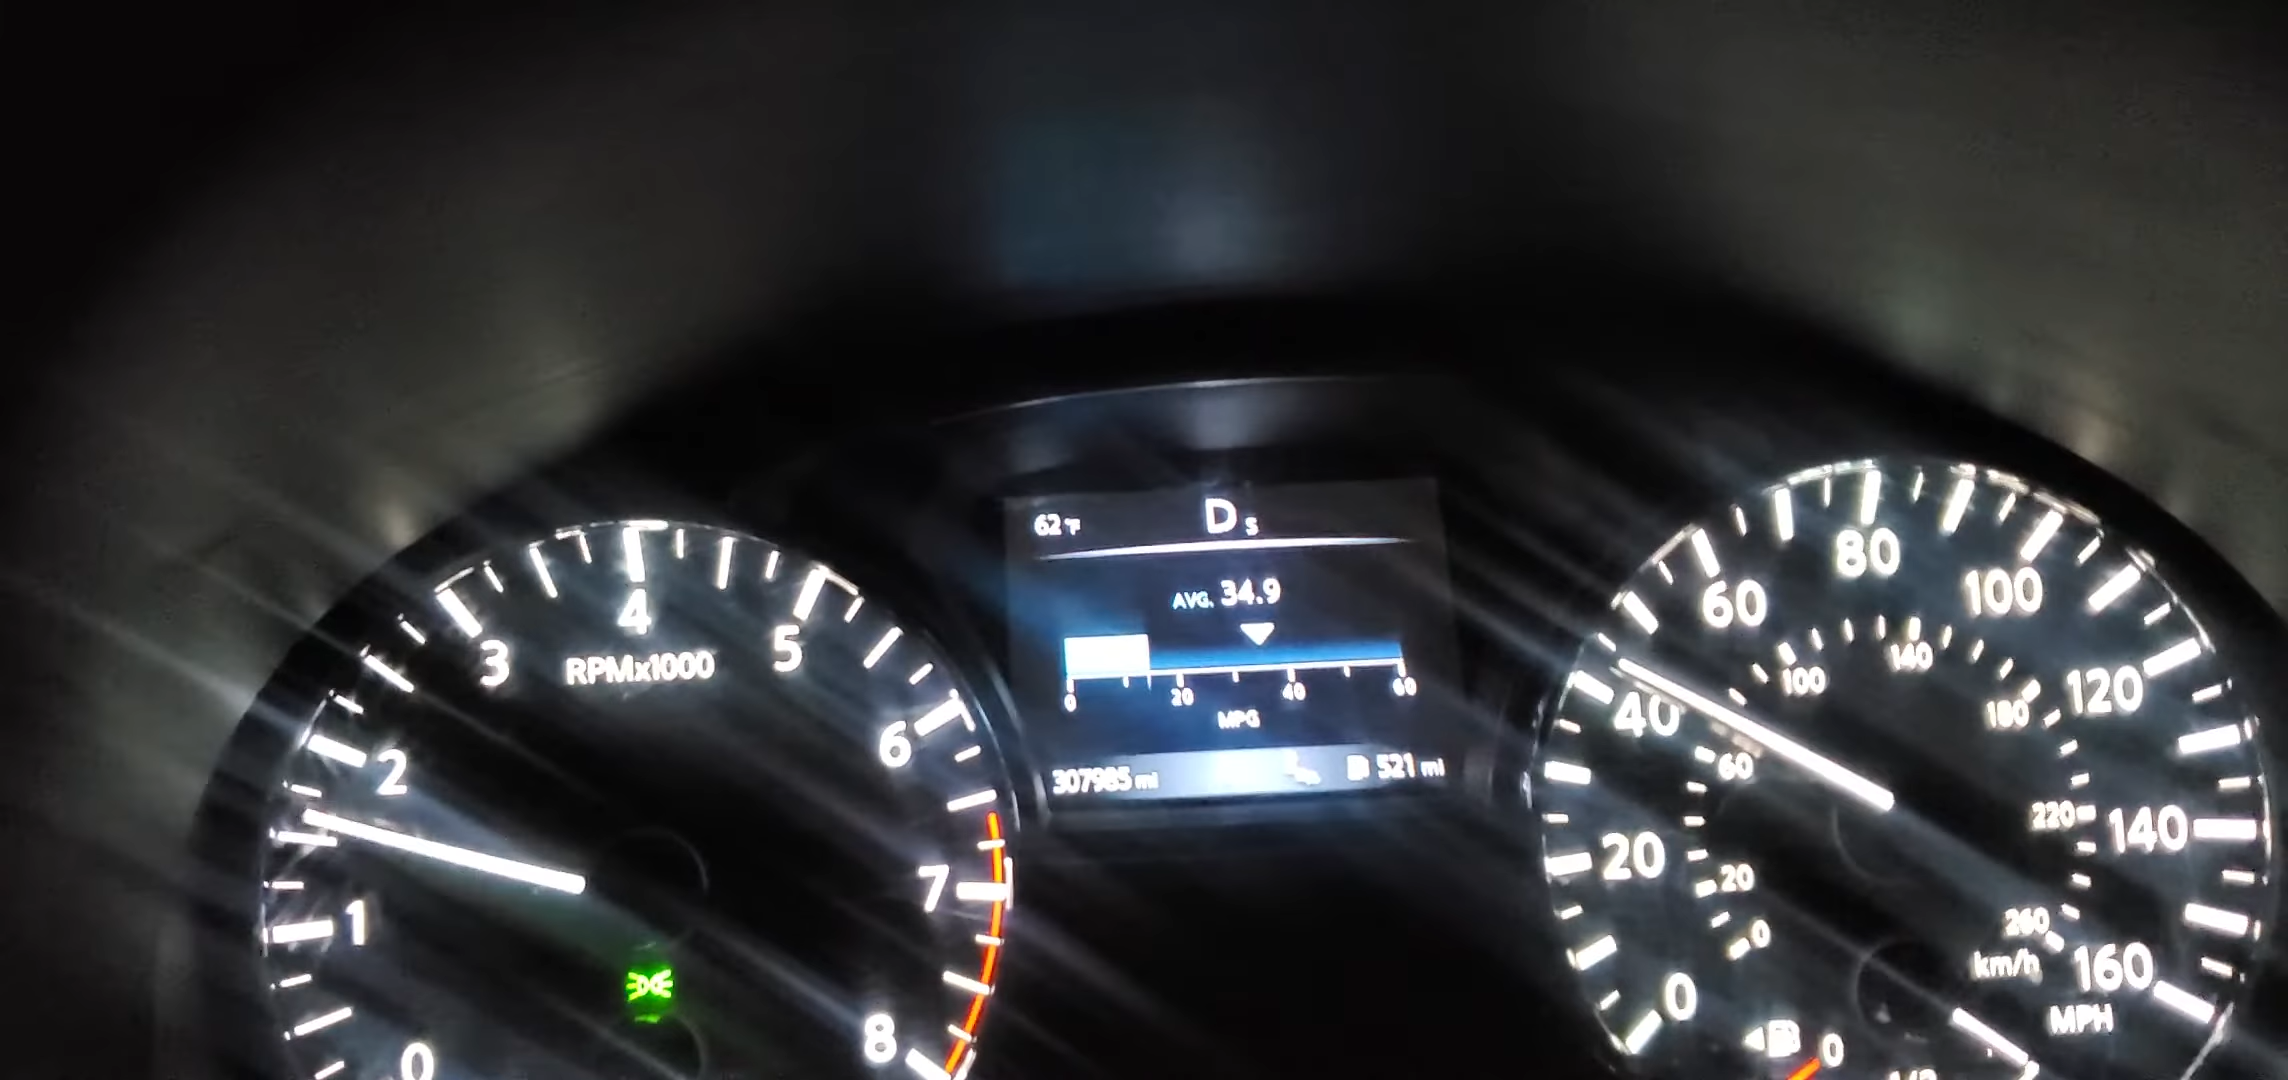 62°F
D s
AVG. 34.9
0 20 40 60
MPG
307985 mi
521 mi
0 1 2 3 4 5 6 7 8
RPMx1000
0 20 40 60 80 100 120 140 160
MPH
0 20 60 100 140 180 220 260
km/h
0